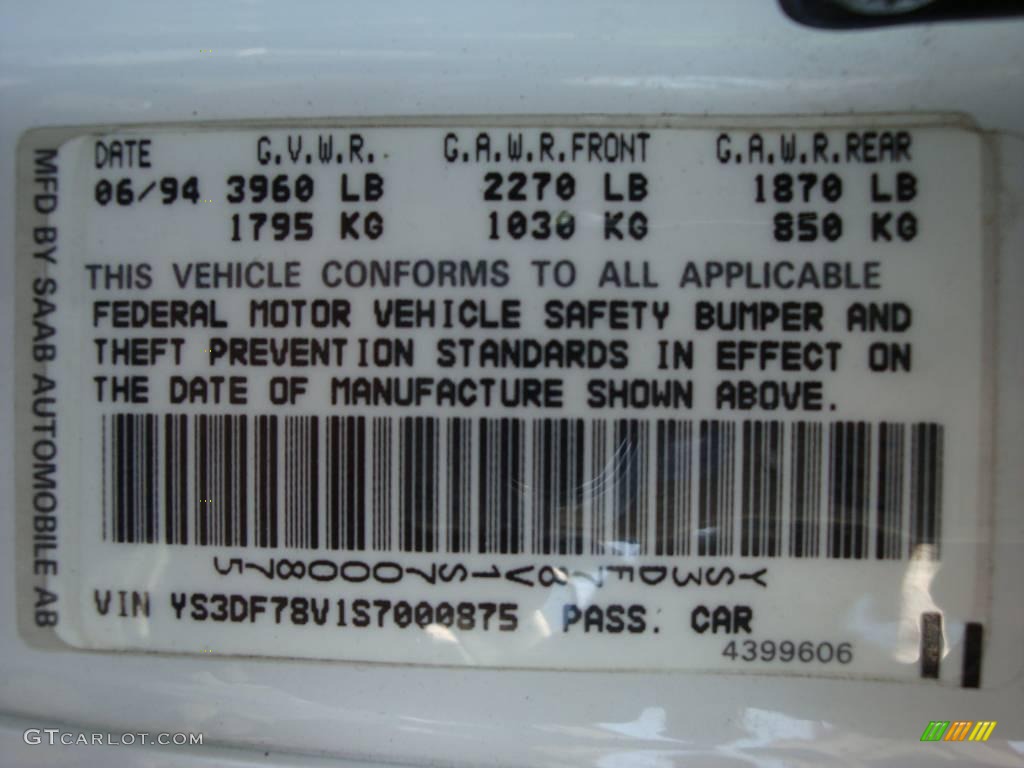 DATE G.V.W.R. G.A.W.R.FRONT G.A.W.R.REAR
06/94 3960 LB 2270 LB 1870 LB
1795 KG 1030 KG 850 KG
THIS VEHICLE CONFORMS TO ALL APPLICABLE
FEDERAL MOTOR VEHICLE SAFETY BUMPER AND
THEFT PREVENTION STANDARDS IN EFFECT ON
THE DATE OF MANUFACTURE SHOWN ABOVE.
YS3DF78V1S7000875
VIN YS3DF78V1S7000875 PASS. CAR
4399606
MFD BY SAAB AUTOMOBILE AB
GTCARLOT.COM